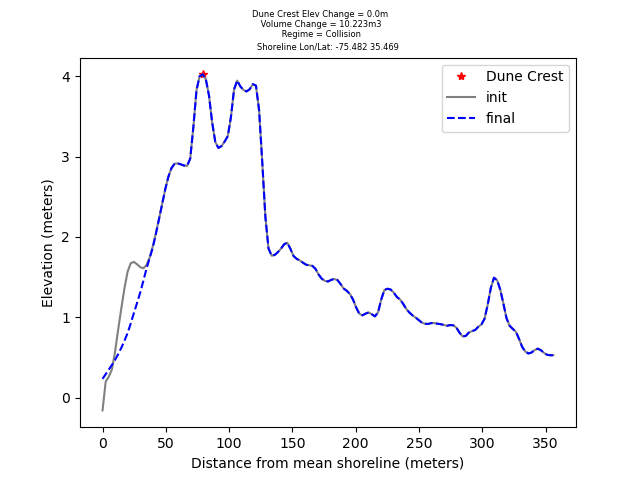 Dune Crest Elev Change = 0.0m
Volume Change = 10.223m3
Regime = Collision
Shoreline Lon/Lat: -75.482 35.469
Dune Crest
init
final
4
3
2
1
0
Elevation (meters)
0 50 100 150 200 250 300 350
Distance from mean shoreline (meters)